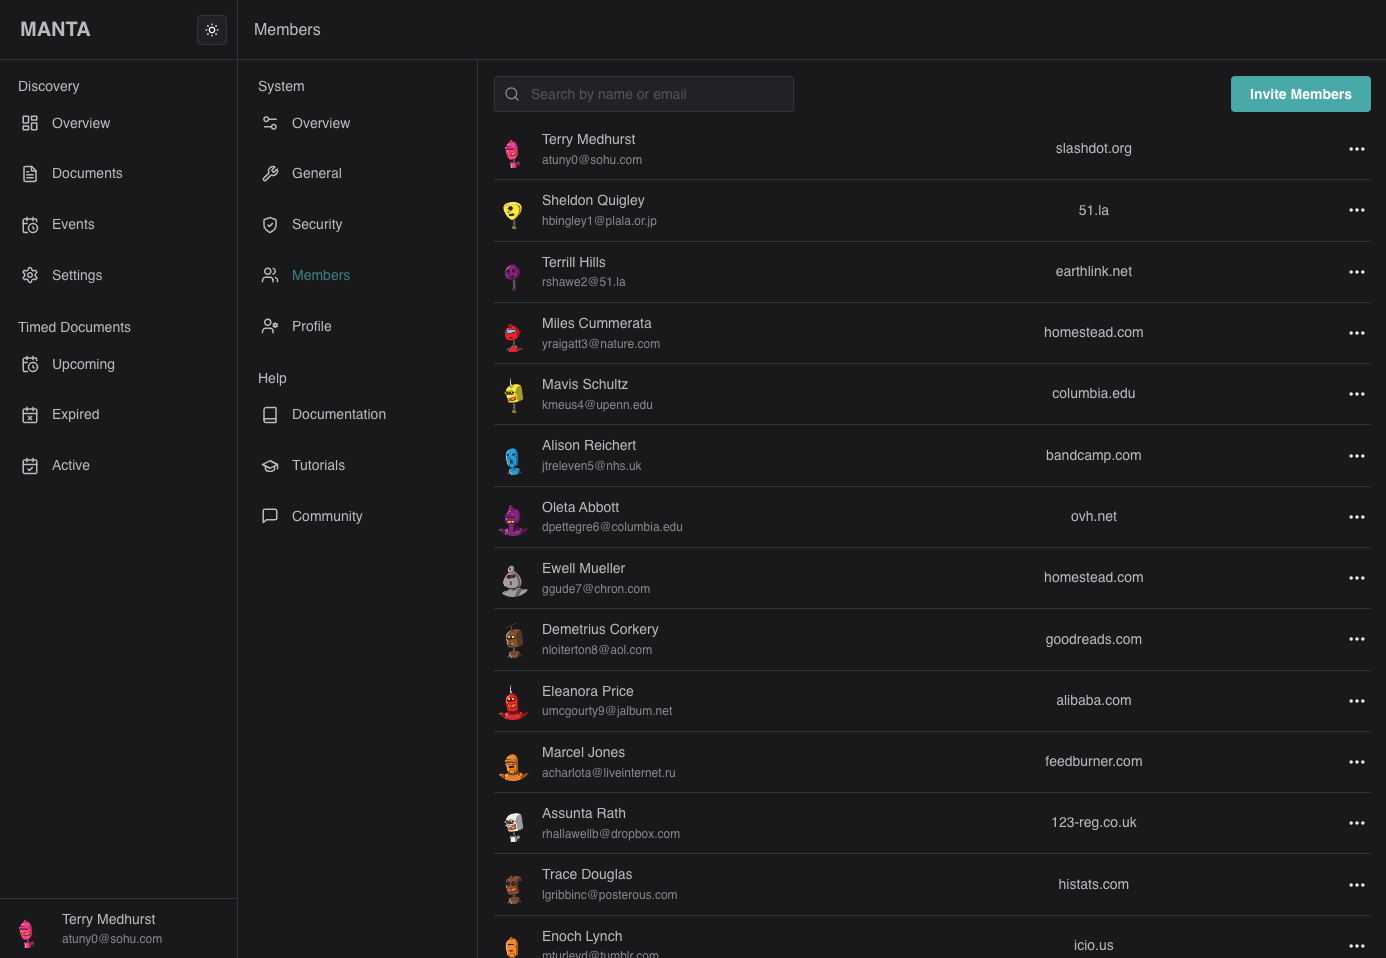 MANTA
Members
Discovery
Overview
Documents
Events
Settings
Timed Documents
Upcoming
Expired
Active
Terry Medhurst
atuny0@sohu.com
System
Overview
General
Security
Members
Profile
Help
Documentation
Tutorials
Community
Search by name or email
Invite Members
Terry Medhurst
atuny0@sohu.com
slashdot.org
Sheldon Quigley
hbingley1@plala.or.jp
51.la
Terrill Hills
rshawe2@51.la
earthlink.net
Miles Cummerata
yraigatt3@nature.com
homestead.com
Mavis Schultz
kmeus4@upenn.edu
columbia.edu
Alison Reichert
jtreleven5@nhs.uk
bandcamp.com
Oleta Abbott
dpettegre6@columbia.edu
ovh.net
Ewell Mueller
ggude7@chron.com
homestead.com
Demetrius Corkery
nloiterton8@aol.com
goodreads.com
Eleanora Price
umcgourty9@jalbum.net
alibaba.com
Marcel Jones
acharlota@liveinternet.ru
feedburner.com
Assunta Rath
rhallawellb@dropbox.com
123-reg.co.uk
Trace Douglas
lgribbinc@posterous.com
histats.com
Enoch Lynch
mturleyd@tumblr.com
icio.us